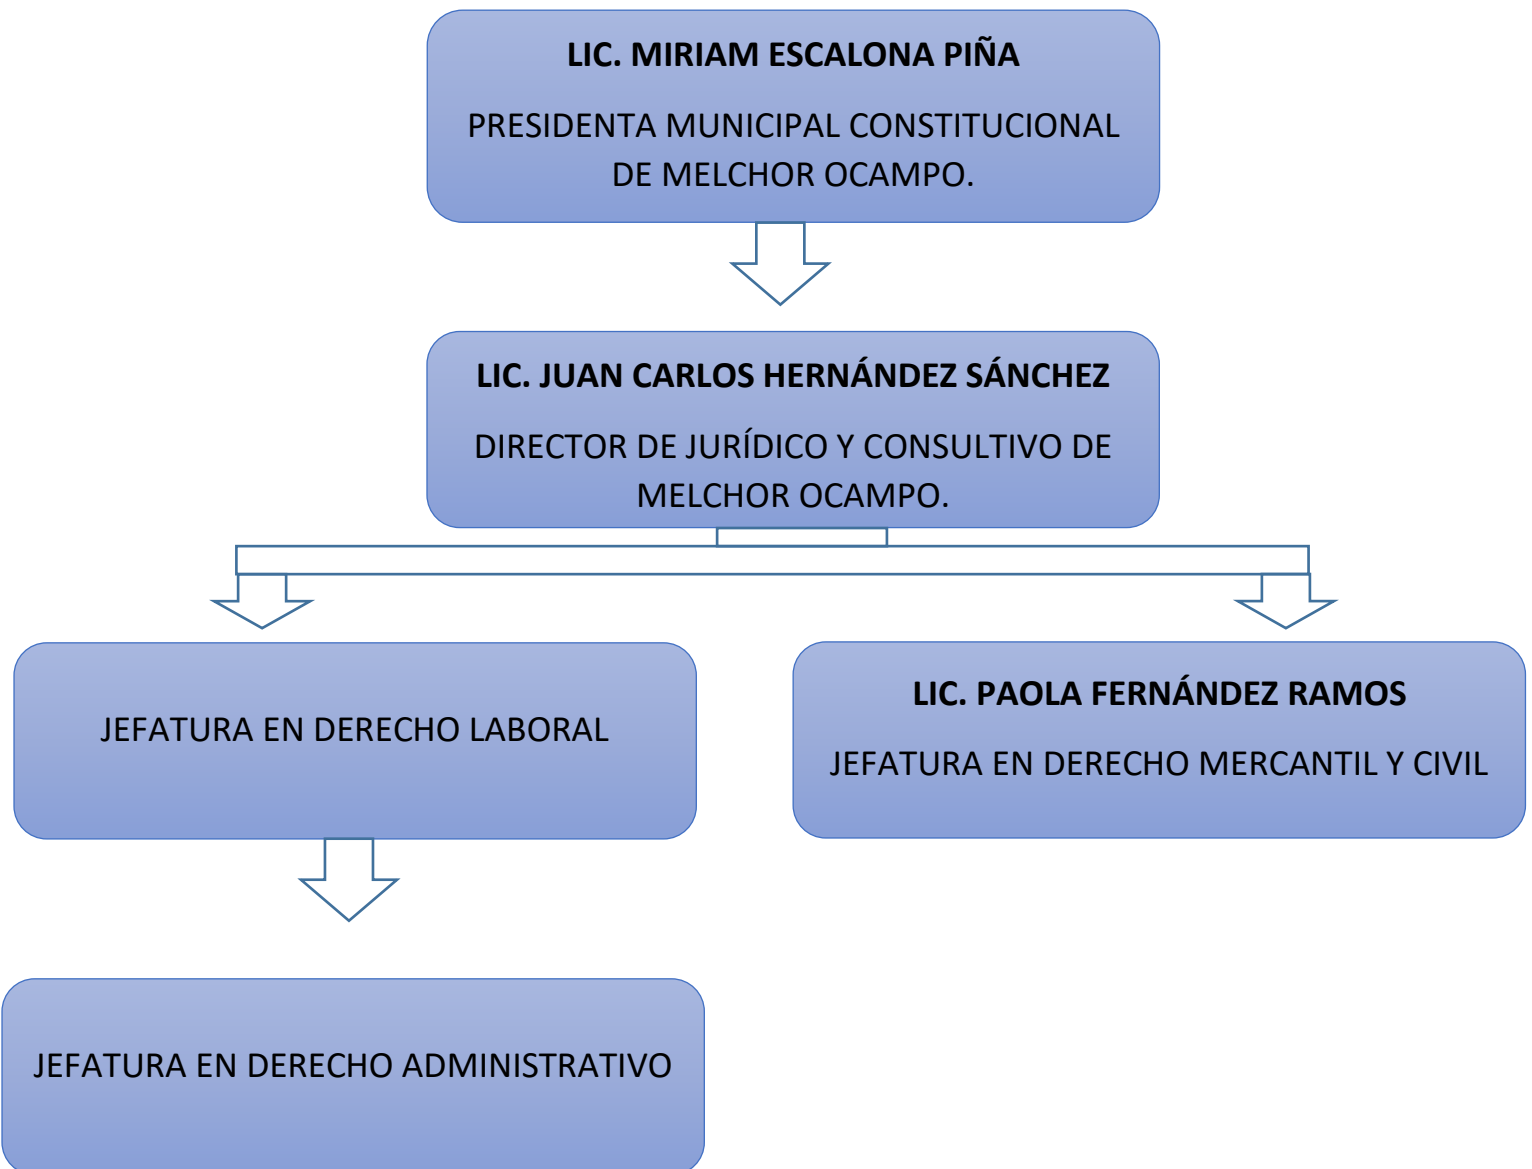 LIC. MIRIAM ESCALONA PIÑA
PRESIDENTA MUNICIPAL CONSTITUCIONAL
DE MELCHOR OCAMPO.
LIC. JUAN CARLOS HERNÁNDEZ SÁNCHEZ
DIRECTOR DE JURÍDICO Y CONSULTIVO DE
MELCHOR OCAMPO.
JEFATURA EN DERECHO LABORAL
LIC. PAOLA FERNÁNDEZ RAMOS
JEFATURA EN DERECHO MERCANTIL Y CIVIL
JEFATURA EN DERECHO ADMINISTRATIVO